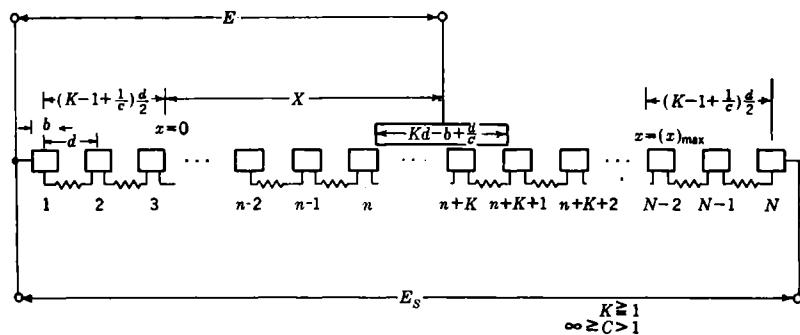 E
(K-1+1/c)d/2
X
(K-1+1/c)d/2
b
d
x=0
Kd-b+d/c
x=(x)max
... ... ... ...
1 2 3 n-2 n-1 n n+K n+K+1 n+K+2 N-2 N-1 N
Es
K≧1
∞≧C>1